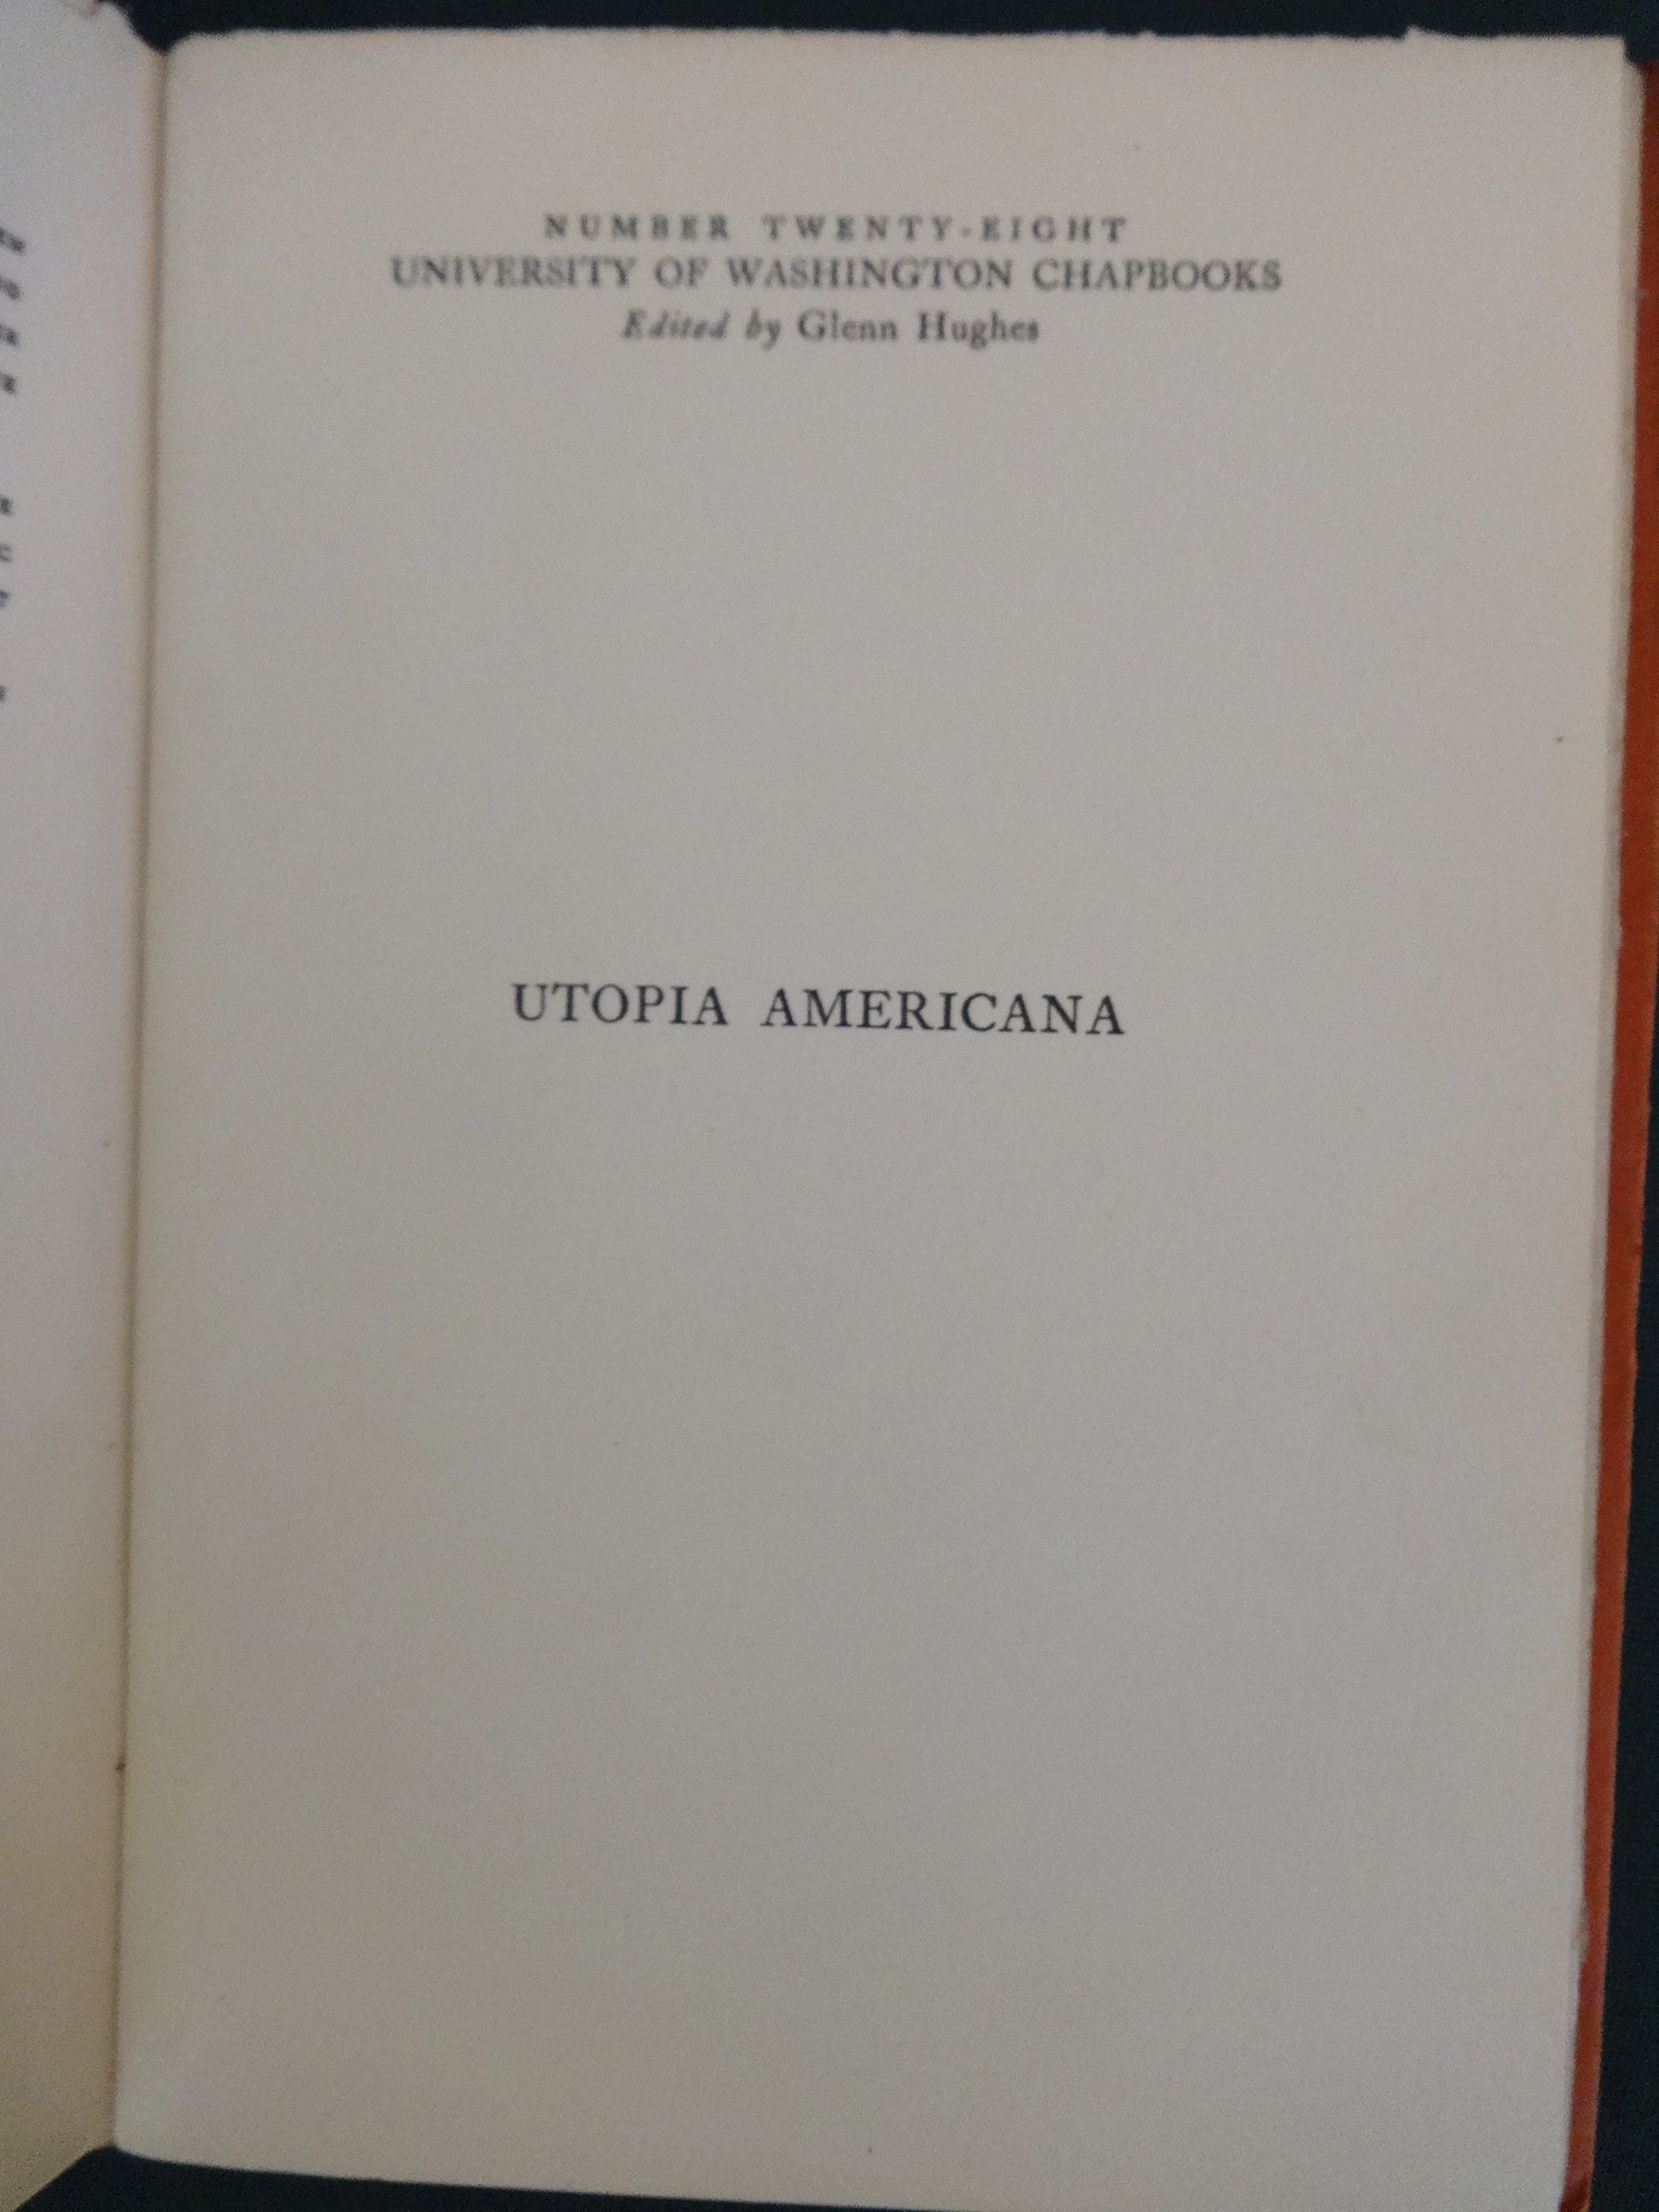 NUMBER TWENTY-EIGHT
UNIVERSITY OF WASHINGTON CHAPBOOKS
Edited by Glenn Hughes
UTOPIA AMERICANA